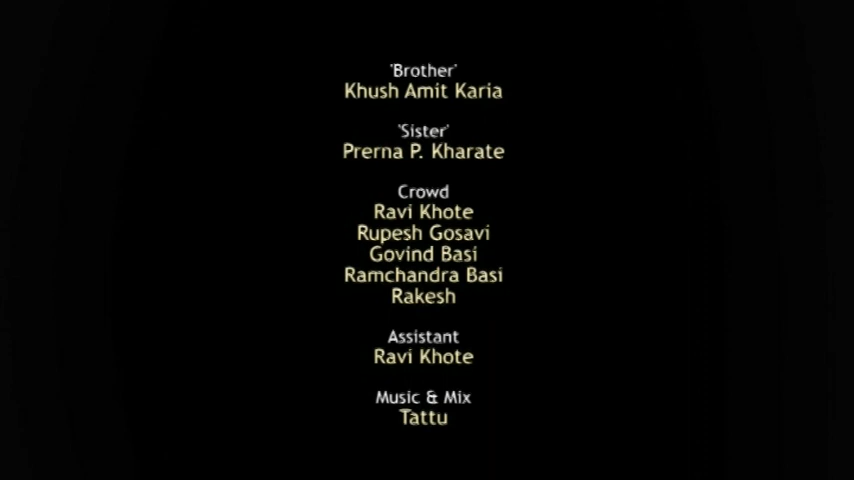 'Brother'
Khush Amit Karia
'Sister'
Prerna P. Kharate
Crowd
Ravi Khote
Rupesh Gosavi
Govind Basi
Ramchandra Basi
Rakesh
Assistant
Ravi Khote
Music & Mix
Tattu